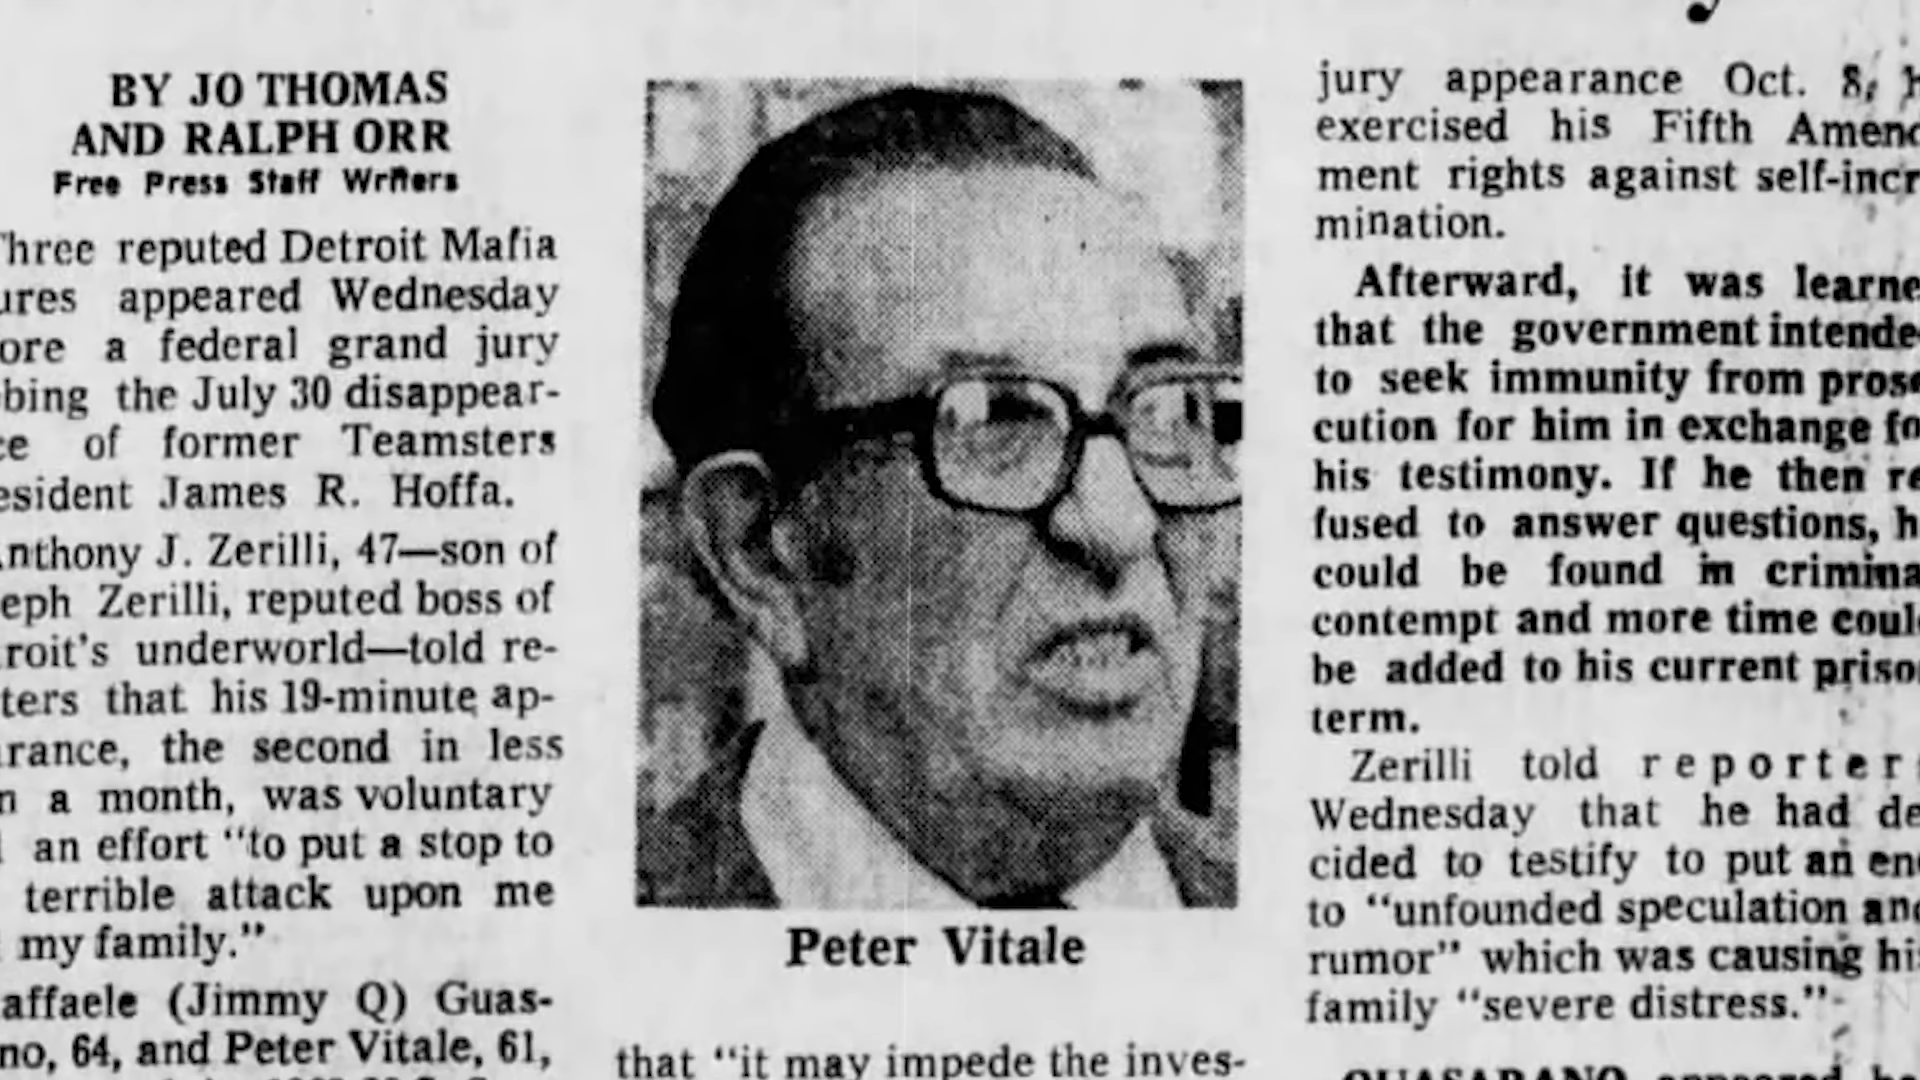 BY JO THOMAS
AND RALPH ORR
Free Press Staff Writers
Three reputed Detroit Mafia
ures appeared Wednesday
ore a federal grand jury
bing the July 30 disappear-
ce of former Teamsters
esident James R. Hoffa.
Anthony J. Zerilli, 47—son of
eph Zerilli, reputed boss of
roit's underworld—told re-
ters that his 19-minute ap-
rance, the second in less
n a month, was voluntary
an effort "to put a stop to
terrible attack upon me
my family."
affaele (Jimmy Q) Guas-
no, 64, and Peter Vitale, 61,
Peter Vitale
that "it may impede the inves-
jury appearance Oct. 8, h
exercised his Fifth Amend
ment rights against self-incr
mination.
Afterward, it was learne
that the government intende
to seek immunity from prose
cution for him in exchange fo
his testimony. If he then re
fused to answer questions, h
could be found in crimina
contempt and more time coul
be added to his current priso
term.
Zerilli told reporter
Wednesday that he had de
cided to testify to put an en
to "unfounded speculation and
rumor" which was causing hi
family "severe distress."